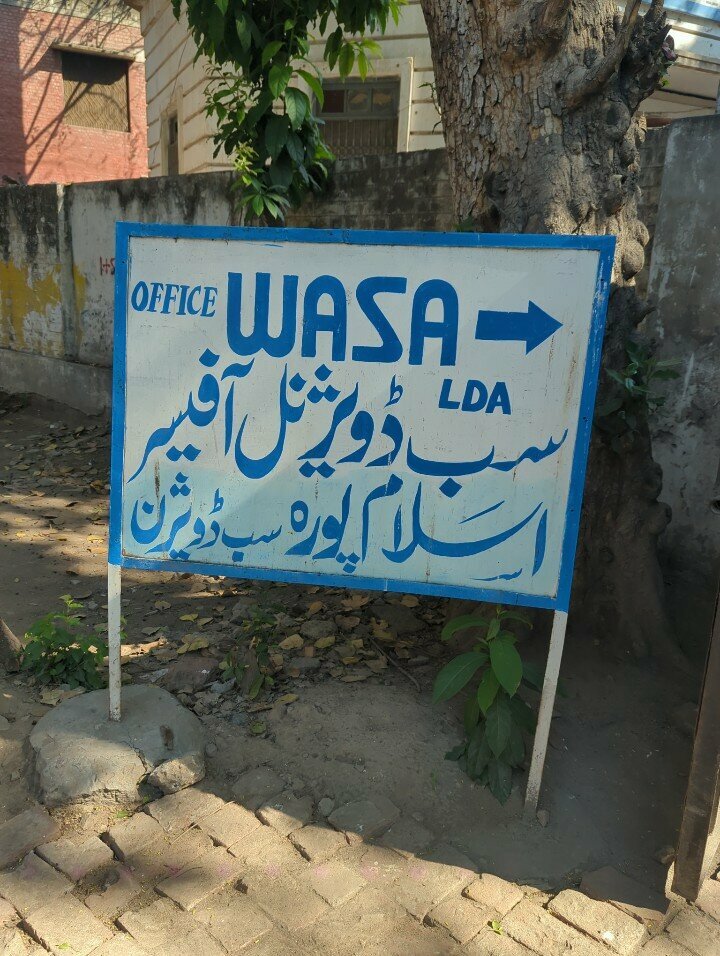 OFFICE WASA
LDA
سب ڈویژنل آفیسر
اسلام پورہ سب ڈویژن